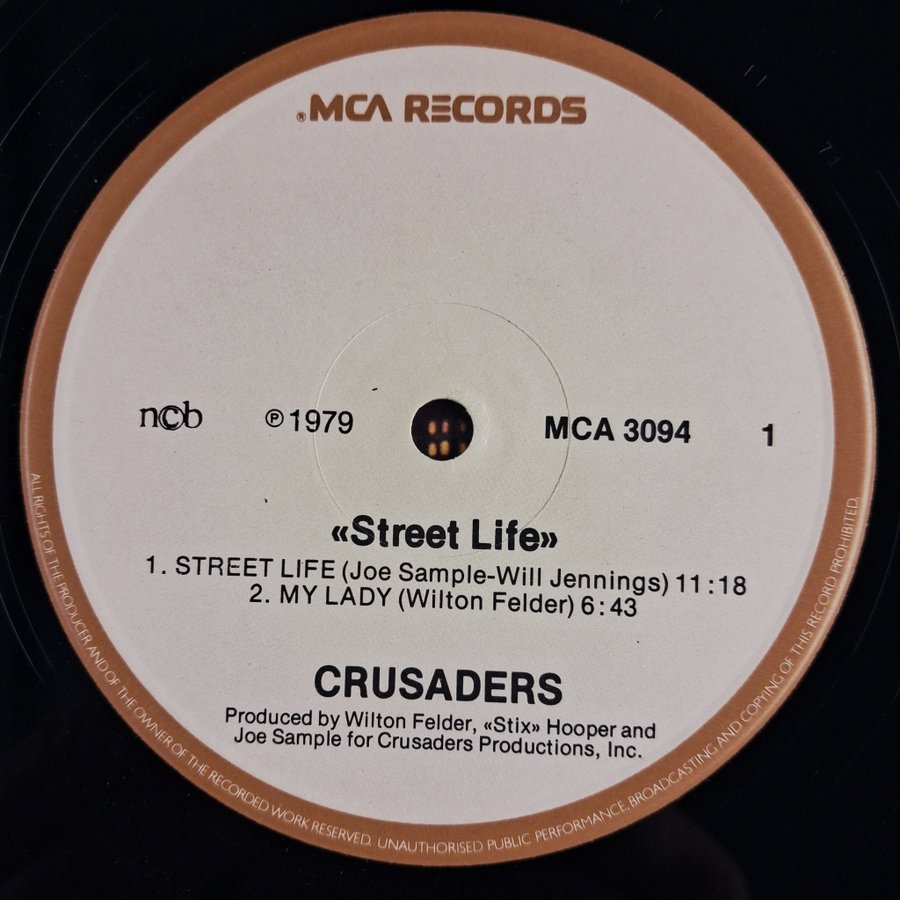 ®MCA RECORDS
ncb ℗ 1979 MCA 3094 1
«Street Life»
1. STREET LIFE (Joe Sample-Will Jennings) 11:18
2. MY LADY (Wilton Felder) 6:43
CRUSADERS
Produced by Wilton Felder, «Stix» Hooper and
Joe Sample for Crusaders Productions, Inc.
ALL RIGHTS OF THE PRODUCER AND OF THE OWNER OF THE RECORDED WORK RESERVED. UNAUTHORISED PUBLIC PERFORMANCE, BROADCASTING AND COPYING OF THIS RECORD PROHIBITED.